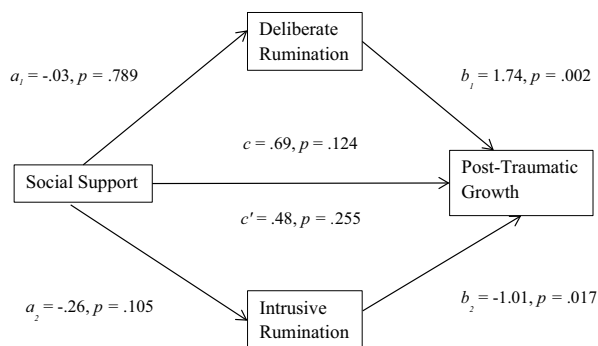 Deliberate
Rumination
a₁ = -.03, p = .789
b₁ = 1.74, p = .002
c = .69, p = .124
Social Support
Post-Traumatic
Growth
c' = .48, p = .255
a₂ = -.26, p = .105
Intrusive
Rumination
b₂ = -1.01, p = .017